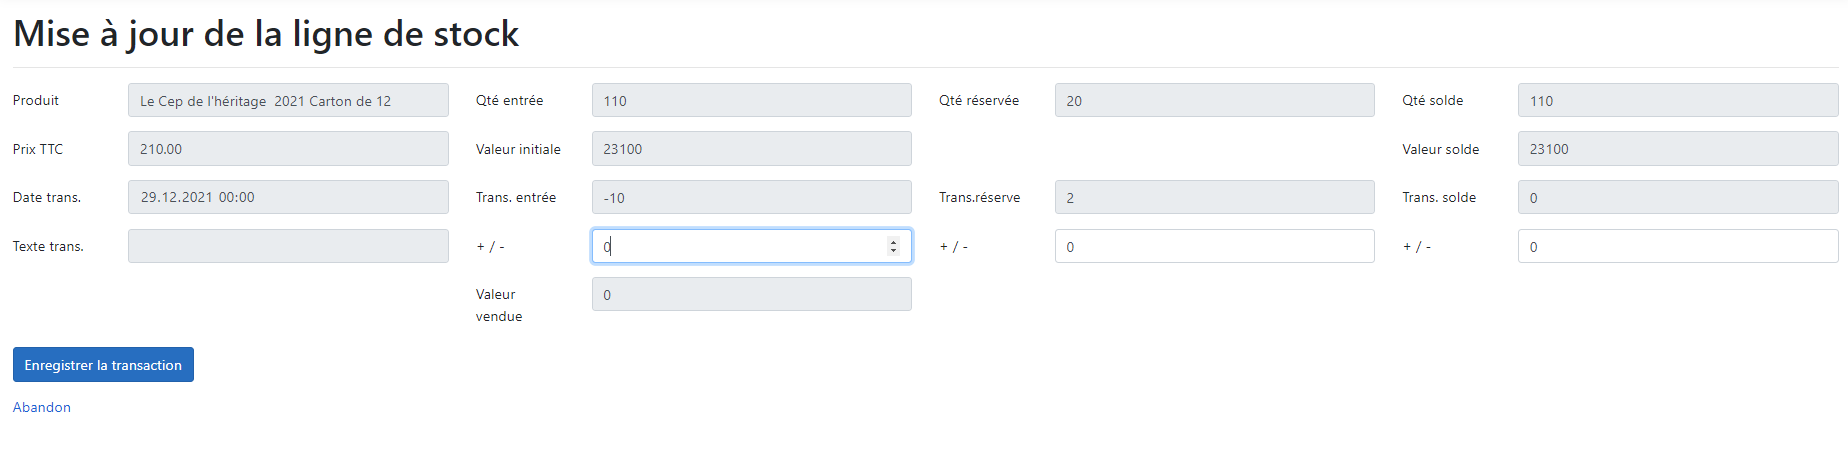 Mise à jour de la ligne de stock
Produit Le Cep de l'héritage 2021 Carton de 12 Qté entrée 110 Qté réservée 20 Qté solde 110
Prix TTC 210.00 Valeur initiale 23100 Valeur solde 23100
Date trans. 29.12.2021 00:00 Trans. entrée -10 Trans.réserve 2 Trans. solde 0
Texte trans. + / - 0 + / - 0 + / - 0
Valeur vendue 0
Enregistrer la transaction
Abandon